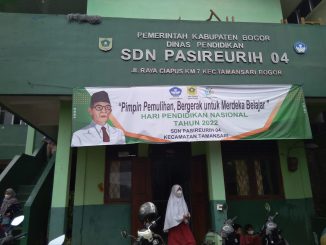 PEMERINTAH KABUPATEN BOGOR
DINAS PENDIDIKAN
SDN PASIREURIH 04
JL. RAYA CIAPUS KM 7 KEC.TAMANSARI BOGOR
"Pimpin Pemulihan, Bergerak untuk Merdeka Belajar"
HARI PENDIDIKAN NASIONAL
TAHUN 2022
SDN PASIREURIH 04
KECAMATAN TAMANSARI